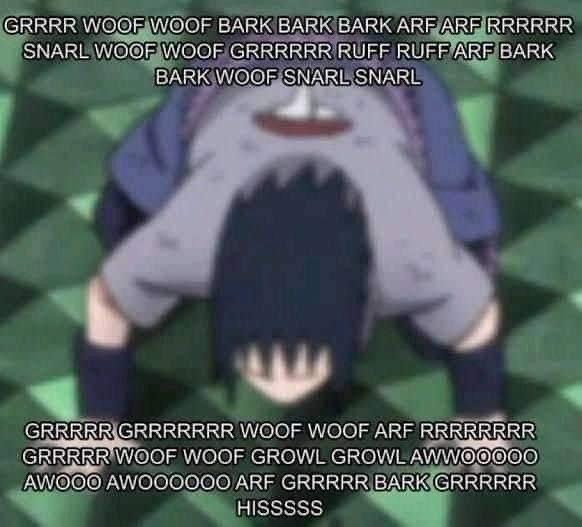 GRRRR WOOF WOOF BARK BARK BARK ARF ARF RRRRRR
SNARL WOOF WOOF GRRRRRR RUFF RUFF ARF BARK
BARK WOOF SNARL SNARL
GRRRRR GRRRRRRR WOOF WOOF ARF RRRRRRRR
GRRRRR WOOF WOOF GROWL GROWL AWWOOOOO
AWOOO AWOOOOOO ARF GRRRRR BARK GRRRRRR
HISSSSS